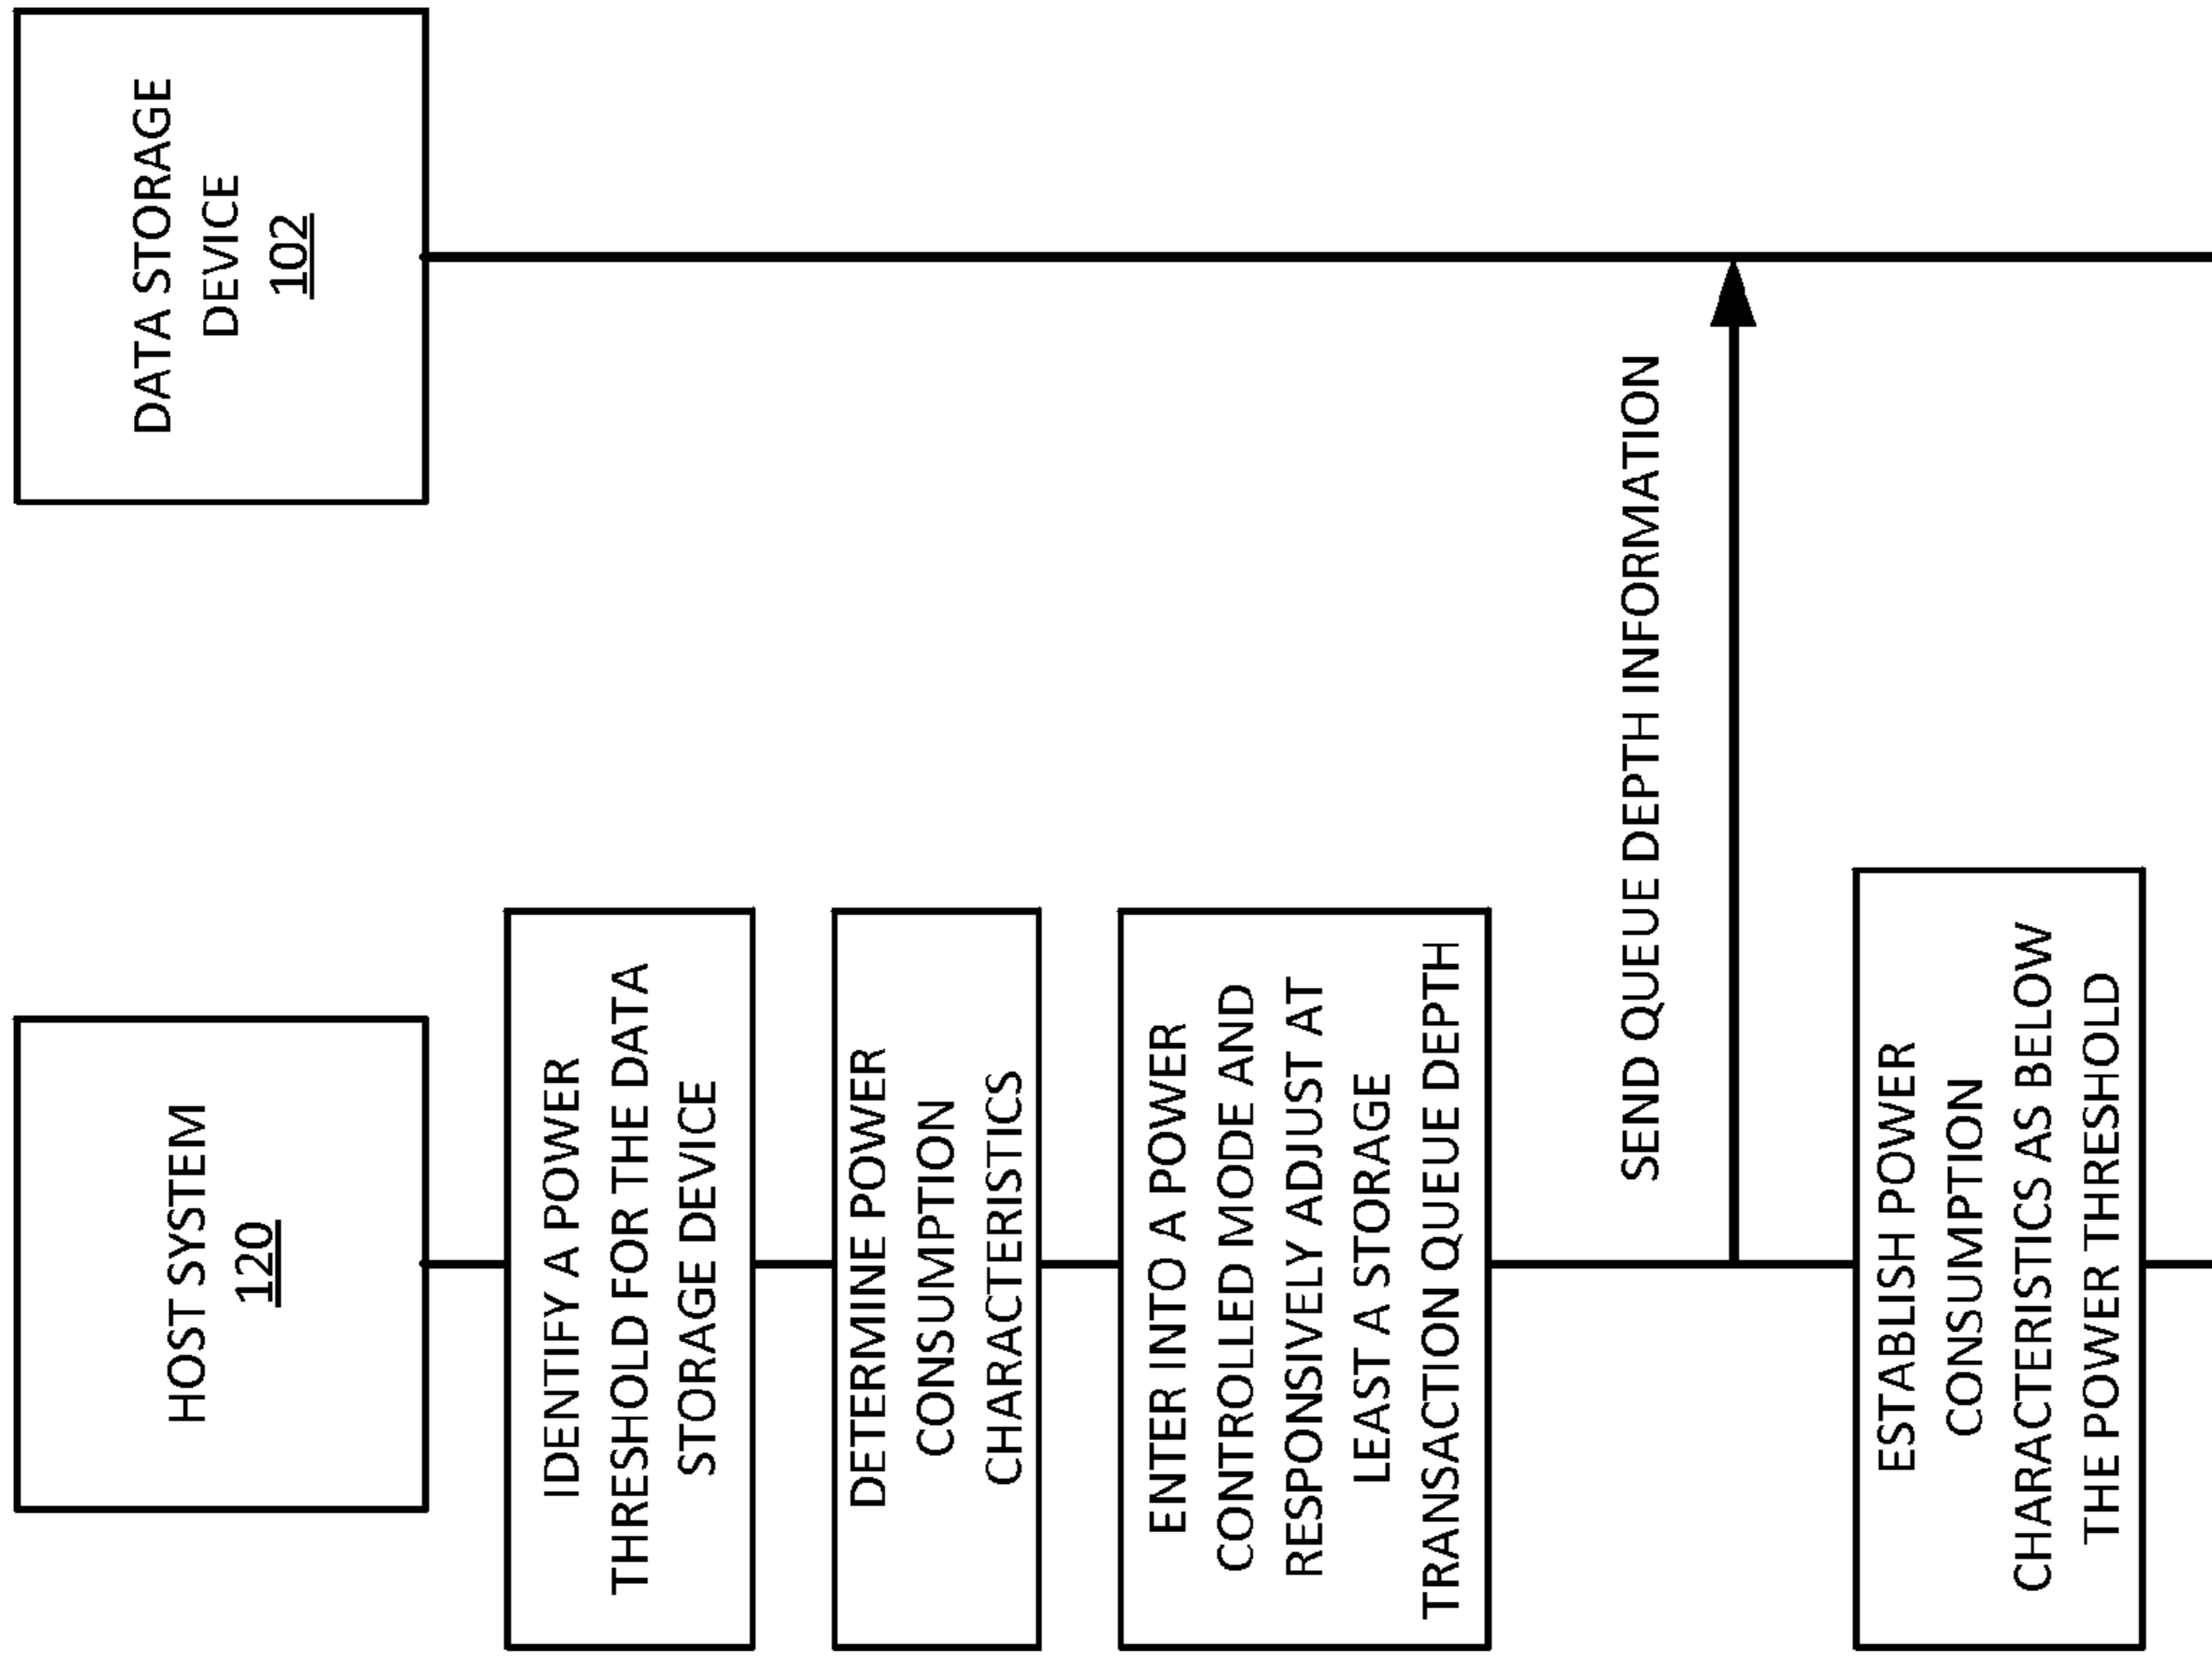 HOST SYSTEM
120
DATA STORAGE
DEVICE
102
IDENTIFY A POWER
THRESHOLD FOR THE DATA
STORAGE DEVICE
DETERMINE POWER
CONSUMPTION
CHARACTERISTICS
ENTER INTO A POWER
CONTROLLED MODE AND
RESPONSIVELY ADJUST AT
LEAST A STORAGE
TRANSACTION QUEUE DEPTH
SEND QUEUE DEPTH INFORMATION
ESTABLISH POWER
CONSUMPTION
CHARACTERISTICS AS BELOW
THE POWER THRESHOLD